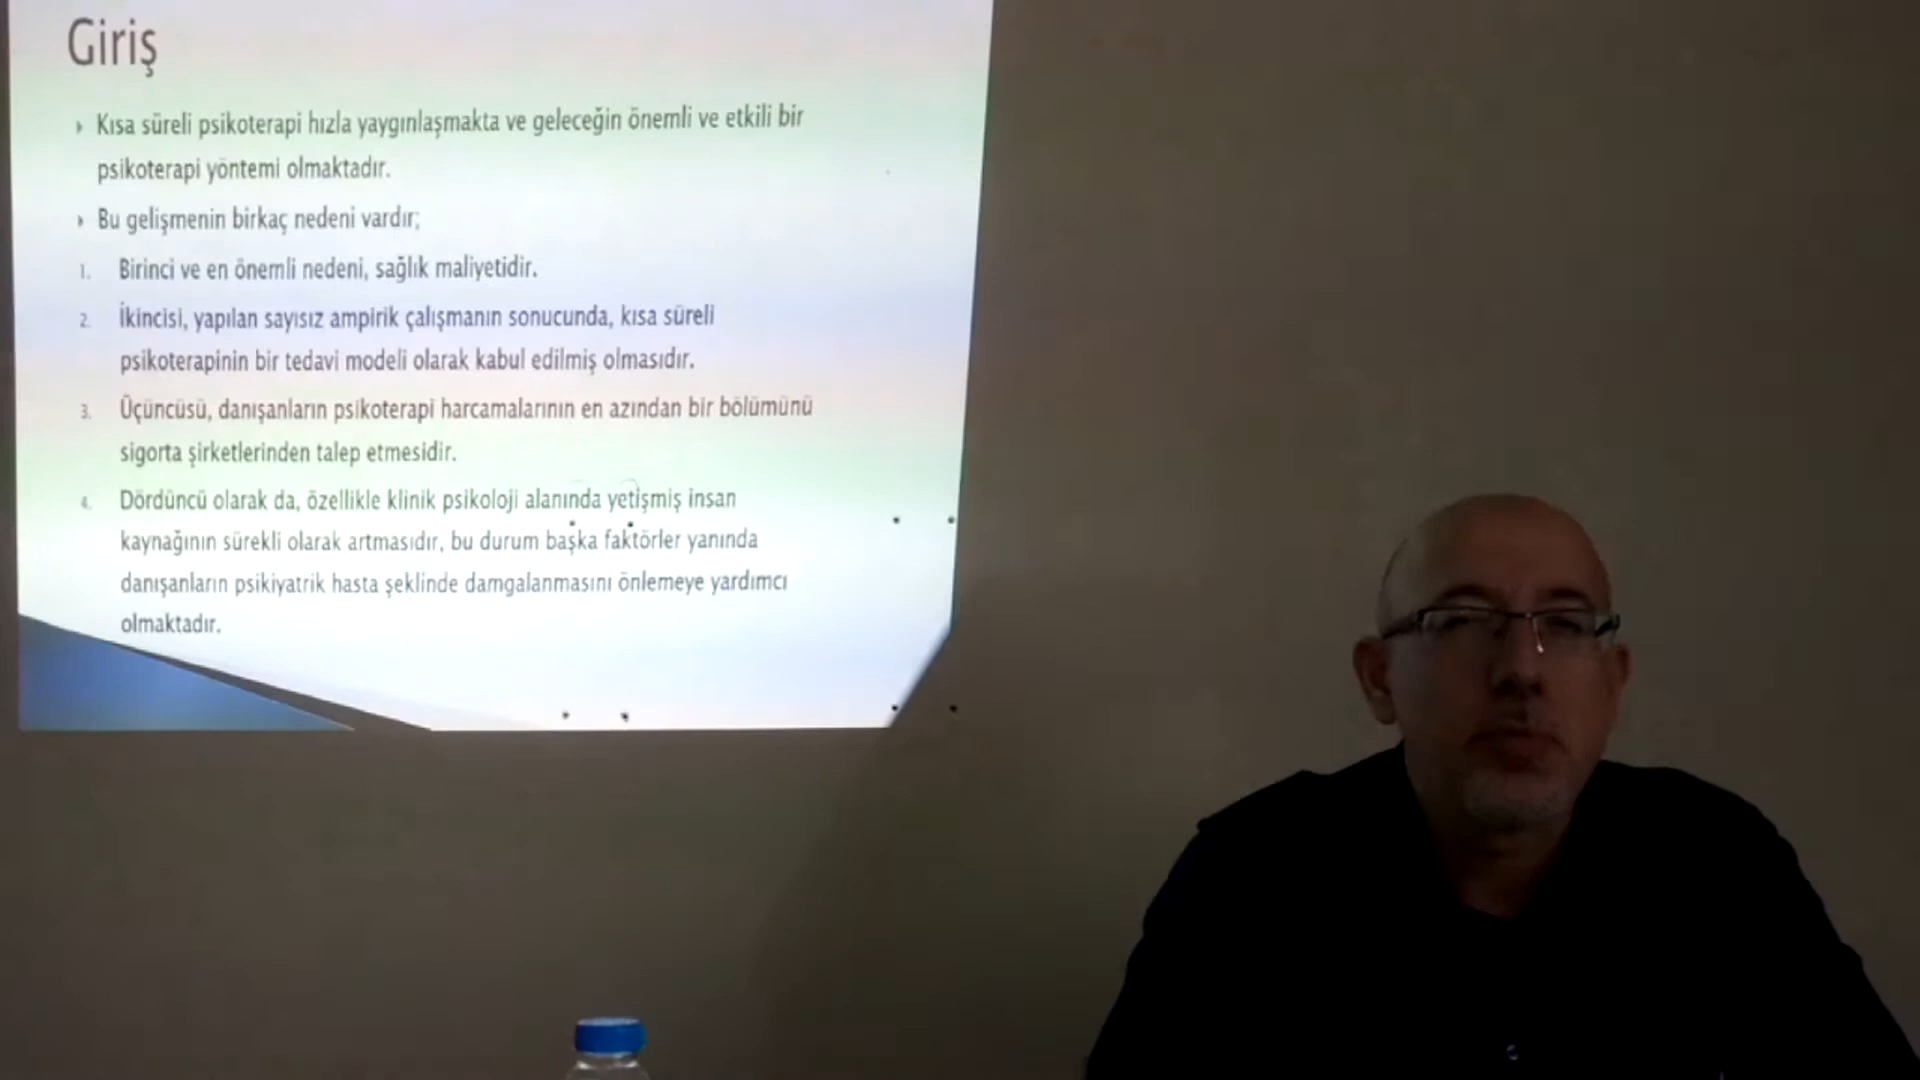 Giriş
Kısa süreli psikoterapi hızla yaygınlaşmakta ve geleceğin önemli ve etkili bir
psikoterapi yöntemi olmaktadır.
Bu gelişmenin birkaç nedeni vardır;
1. Birinci ve en önemli nedeni, sağlık maliyetidir.
2. İkincisi, yapılan sayısız ampirik çalışmanın sonucunda, kısa süreli
psikoterapinin bir tedavi modeli olarak kabul edilmiş olmasıdır.
3. Üçüncüsü, danışanların psikoterapi harcamalarının en azından bir bölümünü
sigorta şirketlerinden talep etmesidir.
4. Dördüncü olarak da, özellikle klinik psikoloji alanında yetişmiş insan
kaynağının sürekli olarak artmasıdır, bu durum başka faktörler yanında
danışanların psikiyatrik hasta şeklinde damgalanmasını önlemeye yardımcı
olmaktadır.